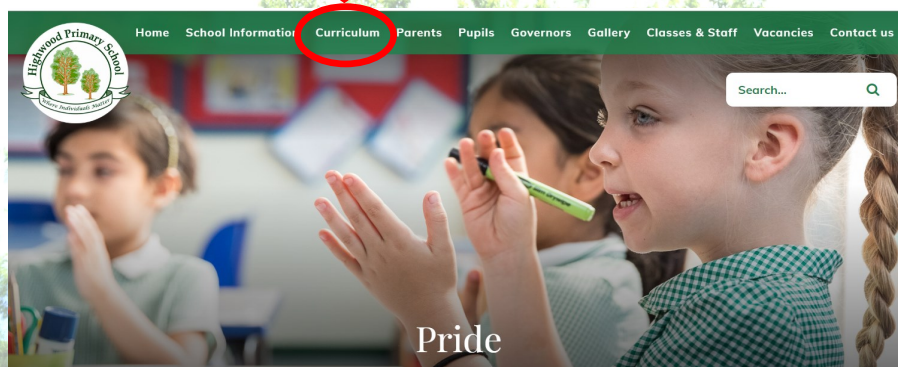 Home School Information Curriculum Parents Pupils Governors Gallery Classes & Staff Vacancies Contact us
Highwood Primary School
Where Individuals Matter
Search...
Pride